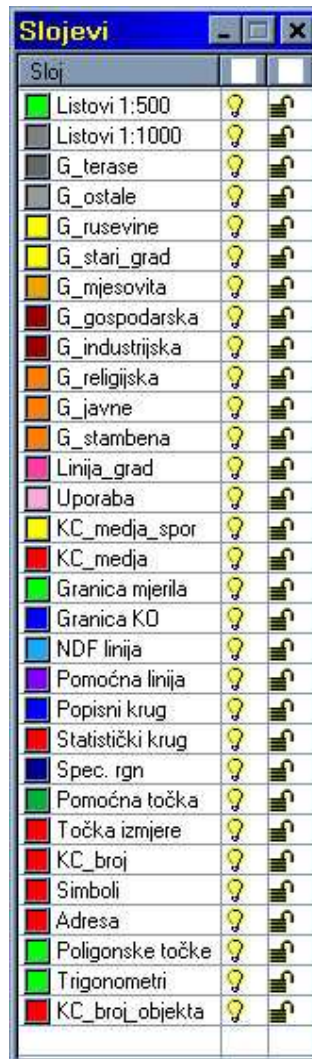 Slojevi
Sloj
Listovi 1:500
Listovi 1:1000
G_terase
G_ostale
G_rusevine
G_stari_grad
G_mjesovita
G_gospodarska
G_industrijska
G_religijska
G_javne
G_stambena
Linija_grad
Uporaba
KC_medja_spor
KC_medja
Granica mjerila
Granica KO
NDF linija
Pomoćna linija
Popisni krug
Statistički krug
Spec. rgn
Pomoćna točka
Točka izmjere
KC_broj
Simboli
Adresa
Poligonske točke
Trigonometri
KC_broj_objekta